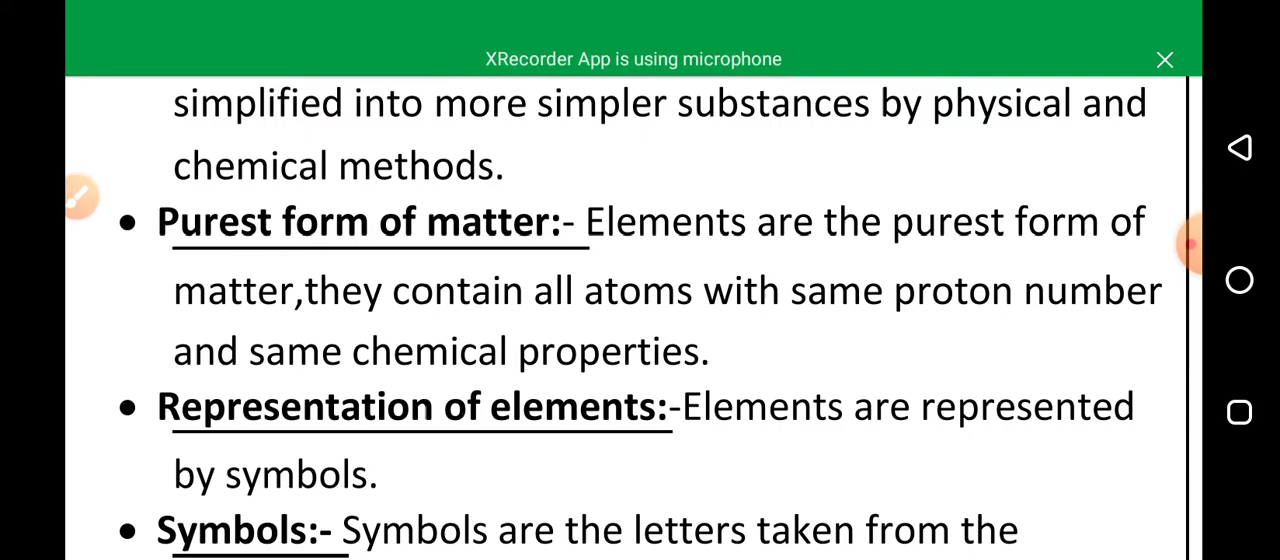 XRecorder App is using microphone
simplified into more simpler substances by physical and
chemical methods.
• Purest form of matter:- Elements are the purest form of
matter,they contain all atoms with same proton number
and same chemical properties.
• Representation of elements:-Elements are represented
by symbols.
• Symbols:- Symbols are the letters taken from the